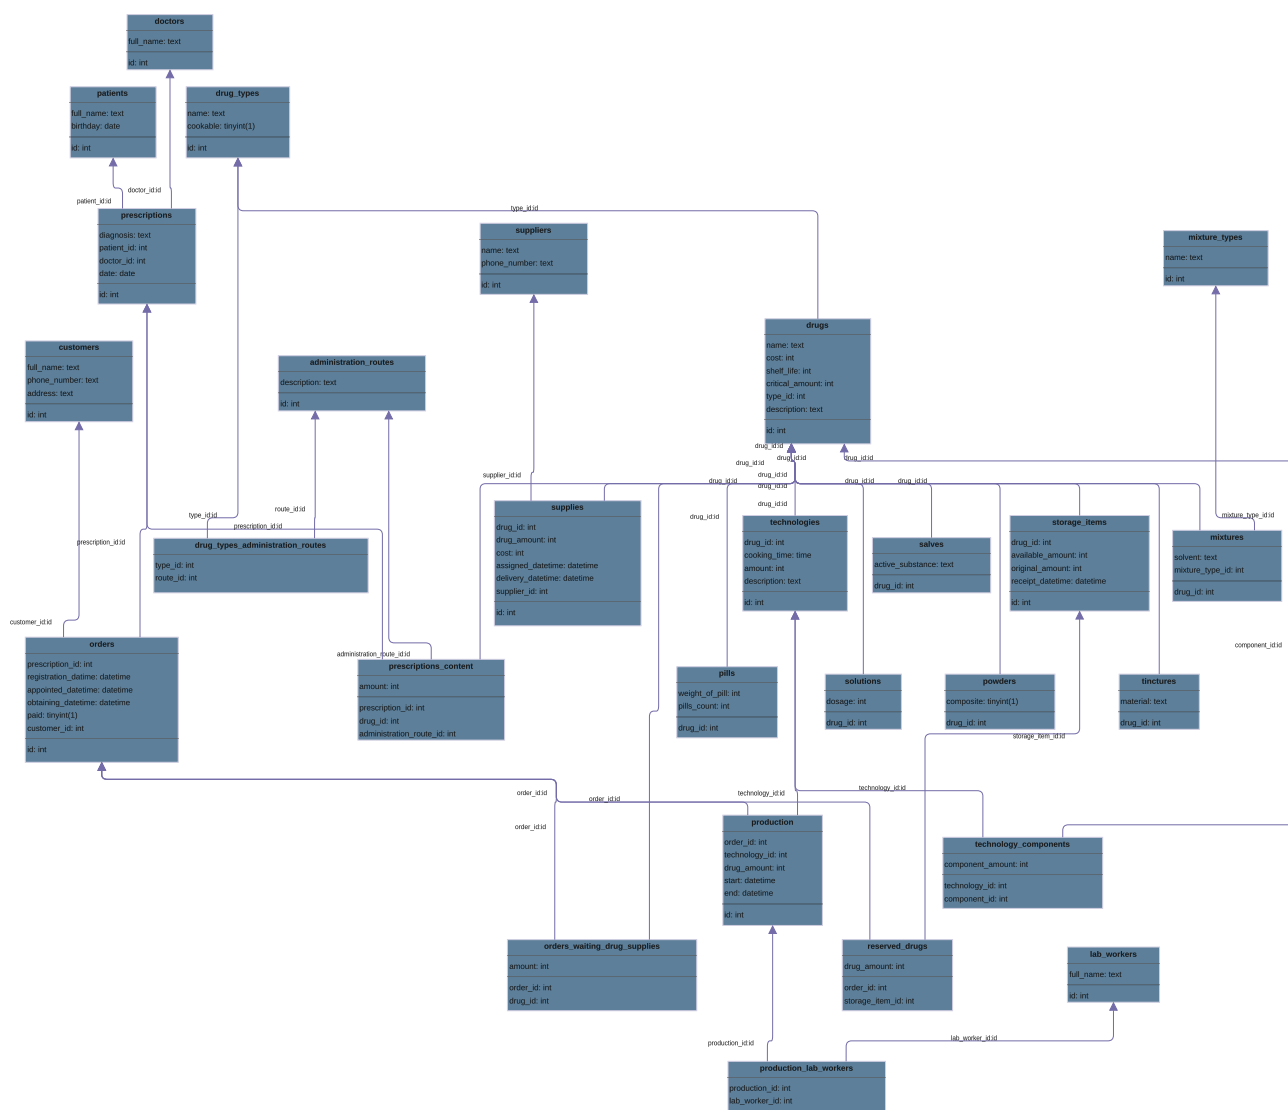 doctors
full_name: text
id: int
patients
full_name: text
birthday: date
id: int
drug_types
name: text
cookable: tinyint(1)
id: int
doctor_id:id
patient_id:id
prescriptions
diagnosis: text
patient_id: int
doctor_id: int
date: date
id: int
type_id:id
suppliers
name: text
phone_number: text
id: int
mixture_types
name: text
id: int
drugs
name: text
cost: int
shelf_life: int
critical_amount: int
type_id: int
description: text
id: int
customers
full_name: text
phone_number: text
address: text
id: int
administration_routes
description: text
id: int
drug_id:id
drug_id:id
drug_id:id
drug_id:id
supplier_id:id
drug_id:id
drug_id:id
drug_id:id
drug_id:id
drug_id:id
drug_id:id
drug_id:id
route_id:id
type_id:id
prescription_id:id
prescription_id:id
mixture_type_id:id
supplies
drug_id: int
drug_amount: int
cost: int
assigned_datetime: datetime
delivery_datetime: datetime
supplier_id: int
id: int
technologies
drug_id: int
cooking_time: time
amount: int
description: text
id: int
salves
active_substance: text
drug_id: int
storage_items
drug_id: int
available_amount: int
original_amount: int
receipt_datetime: datetime
id: int
mixtures
solvent: text
mixture_type_id: int
drug_id: int
drug_types_administration_routes
type_id: int
route_id: int
customer_id:id
component_id:id
orders
prescription_id: int
registration_datime: datetime
appointed_datetime: datetime
obtaining_datetime: datetime
paid: tinyint(1)
customer_id: int
id: int
administration_route_id:id
prescriptions_content
amount: int
prescription_id: int
drug_id: int
administration_route_id: int
pills
weight_of_pill: int
pills_count: int
drug_id: int
solutions
dosage: int
drug_id: int
powders
composite: tinyint(1)
drug_id: int
tinctures
material: text
drug_id: int
storage_item_id:id
order_id:id
order_id:id
order_id:id
technology_id:id
technology_id:id
production
order_id: int
technology_id: int
drug_amount: int
start: datetime
end: datetime
id: int
technology_components
component_amount: int
technology_id: int
component_id: int
orders_waiting_drug_supplies
amount: int
order_id: int
drug_id: int
reserved_drugs
drug_amount: int
order_id: int
storage_item_id: int
lab_workers
full_name: text
id: int
production_id:id
lab_worker_id:id
production_lab_workers
production_id: int
lab_worker_id: int